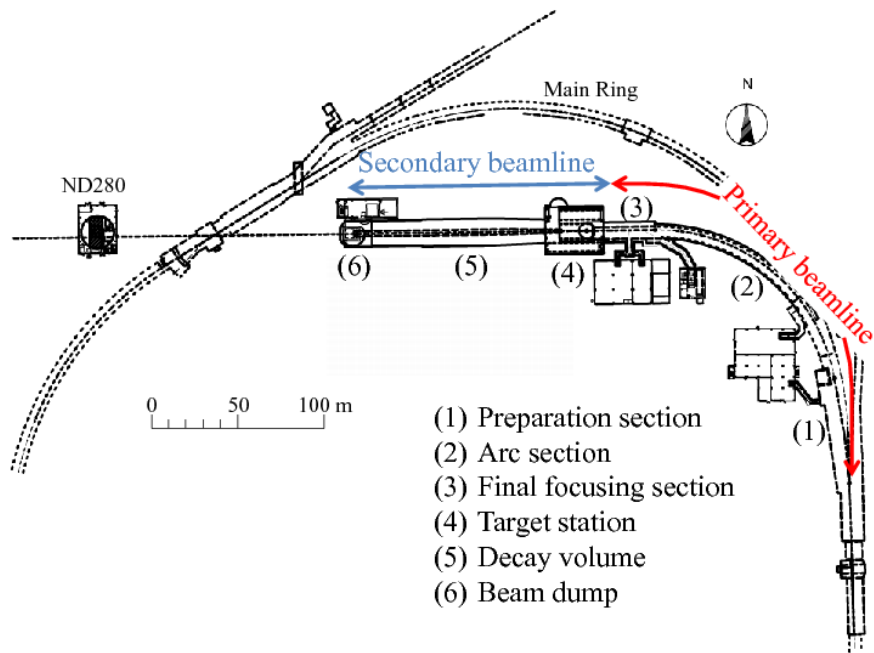 Main Ring
N
Secondary beamline
Primary beamline
ND280
(3)
(6)
(5)
(4)
(2)
(1)
0 50 100 m
(1) Preparation section
(2) Arc section
(3) Final focusing section
(4) Target station
(5) Decay volume
(6) Beam dump